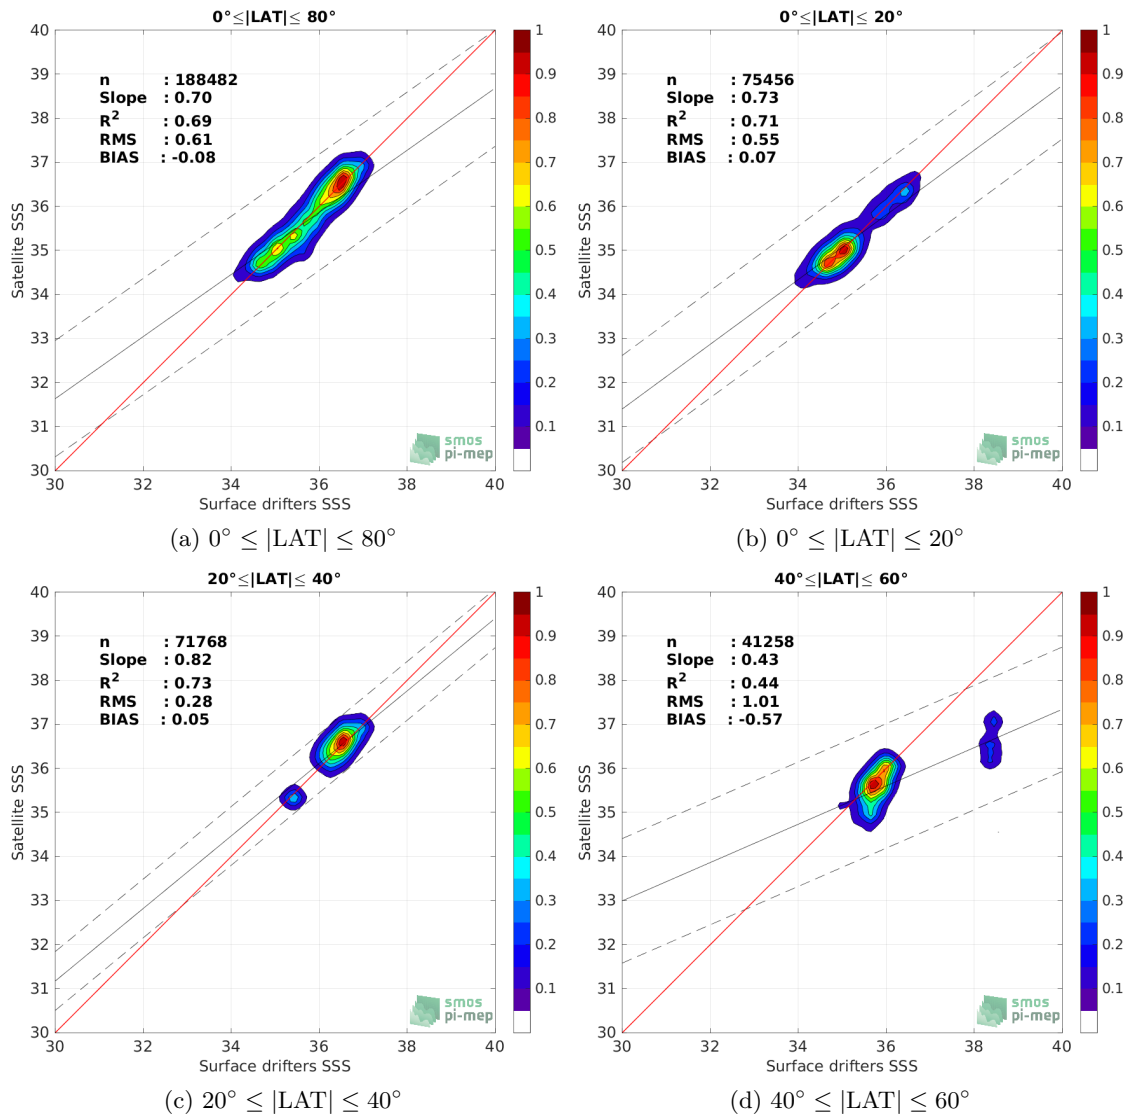 0°≤|LAT|≤ 80°
40
39
38
37
36
35
34
33
32
31
30
Satellite SSS
n : 188482
Slope : 0.70
R² : 0.69
RMS : 0.61
BIAS : -0.08
smos
pi-mep
30 32 34 36 38 40
Surface drifters SSS
1
0.9
0.8
0.7
0.6
0.5
0.4
0.3
0.2
0.1
(a) 0° ≤ |LAT| ≤ 80°
0°≤|LAT|≤ 20°
40
39
38
37
36
35
34
33
32
31
30
Satellite SSS
n : 75456
Slope : 0.73
R² : 0.71
RMS : 0.55
BIAS : 0.07
smos
pi-mep
30 32 34 36 38 40
Surface drifters SSS
1
0.9
0.8
0.7
0.6
0.5
0.4
0.3
0.2
0.1
(b) 0° ≤ |LAT| ≤ 20°
20°≤|LAT|≤ 40°
40
39
38
37
36
35
34
33
32
31
30
Satellite SSS
n : 71768
Slope : 0.82
R² : 0.73
RMS : 0.28
BIAS : 0.05
smos
pi-mep
30 32 34 36 38 40
Surface drifters SSS
1
0.9
0.8
0.7
0.6
0.5
0.4
0.3
0.2
0.1
(c) 20° ≤ |LAT| ≤ 40°
40°≤|LAT|≤ 60°
40
39
38
37
36
35
34
33
32
31
30
Satellite SSS
n : 41258
Slope : 0.43
R² : 0.44
RMS : 1.01
BIAS : -0.57
smos
pi-mep
30 32 34 36 38 40
Surface drifters SSS
1
0.9
0.8
0.7
0.6
0.5
0.4
0.3
0.2
0.1
(d) 40° ≤ |LAT| ≤ 60°